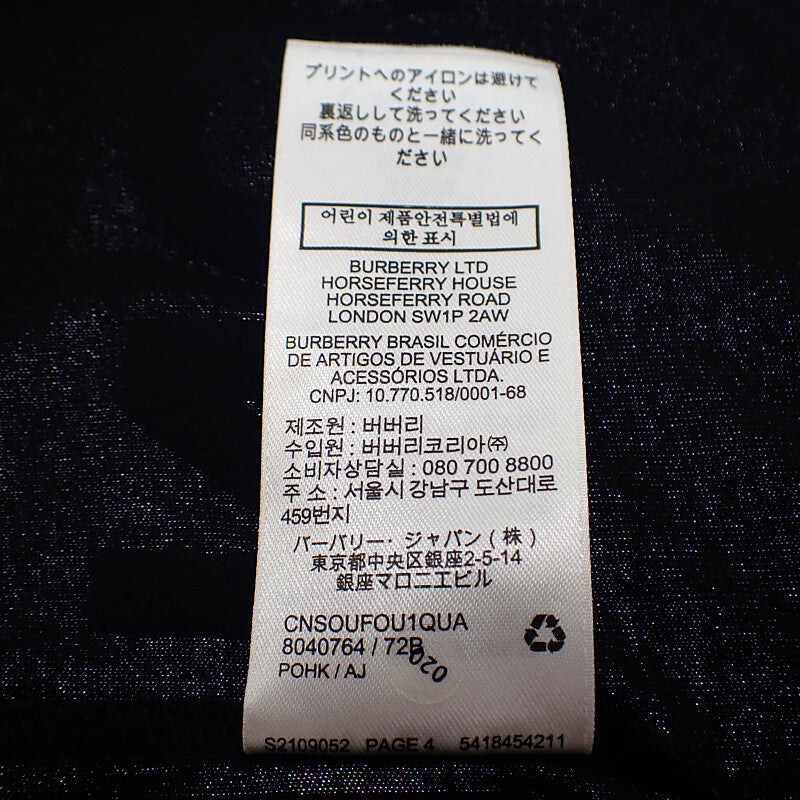 プリントへのアイロンは避けて
ください
裏返しして洗ってください
同系色のものと一緒に洗ってく
ださい
어린이 제품안전특별법에
의한 표시
BURBERRY LTD
HORSEFERRY HOUSE
HORSEFERRY ROAD
LONDON SW1P 2AW
BURBERRY BRASIL COMÉRCIO
DE ARTIGOS DE VESTUÁRIO E
ACESSÓRIOS LTDA.
CNPJ: 10.770.518/0001-68
제조원 : 버버리
수입원 : 버버리코리아㈜
소비자상담실 : 080 700 8800
주 소 : 서울시 강남구 도산대로
459번지
バーバリー・ジャパン ( 株 )
東京都中央区銀座2-5-14
銀座マロニエビル
CNSOUFOU1QUA
8040764 / 72B
020
POHK / AJ
S2109052 PAGE 4 5418454211